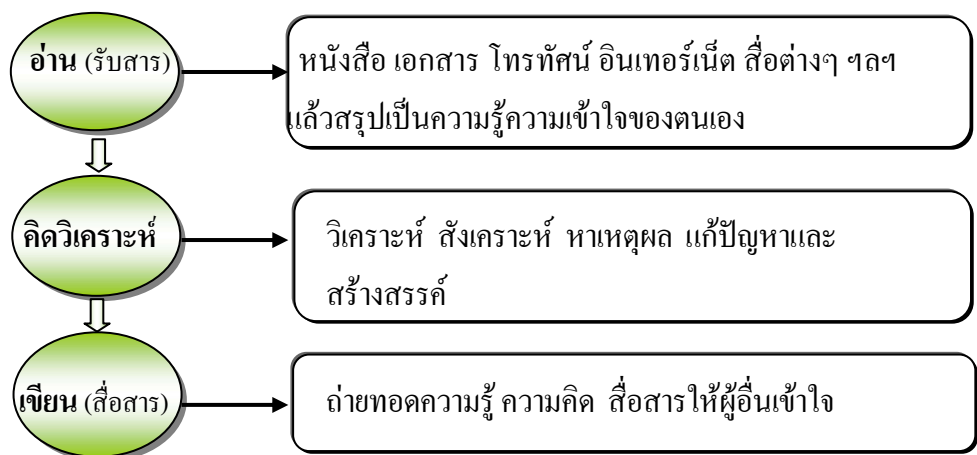 อ่าน (รับสาร)
หนังสือ เอกสาร โทรทัศน์ อินเทอร์เน็ต สื่อต่างๆ ฯลฯ
แล้วสรุปเป็นความรู้ความเข้าใจของตนเอง
คิดวิเคราะห์
วิเคราะห์ สังเคราะห์ หาเหตุผล แก้ปัญหาและ
สร้างสรรค์
เขียน (สื่อสาร)
ถ่ายทอดความรู้ ความคิด สื่อสารให้ผู้อื่นเข้าใจ